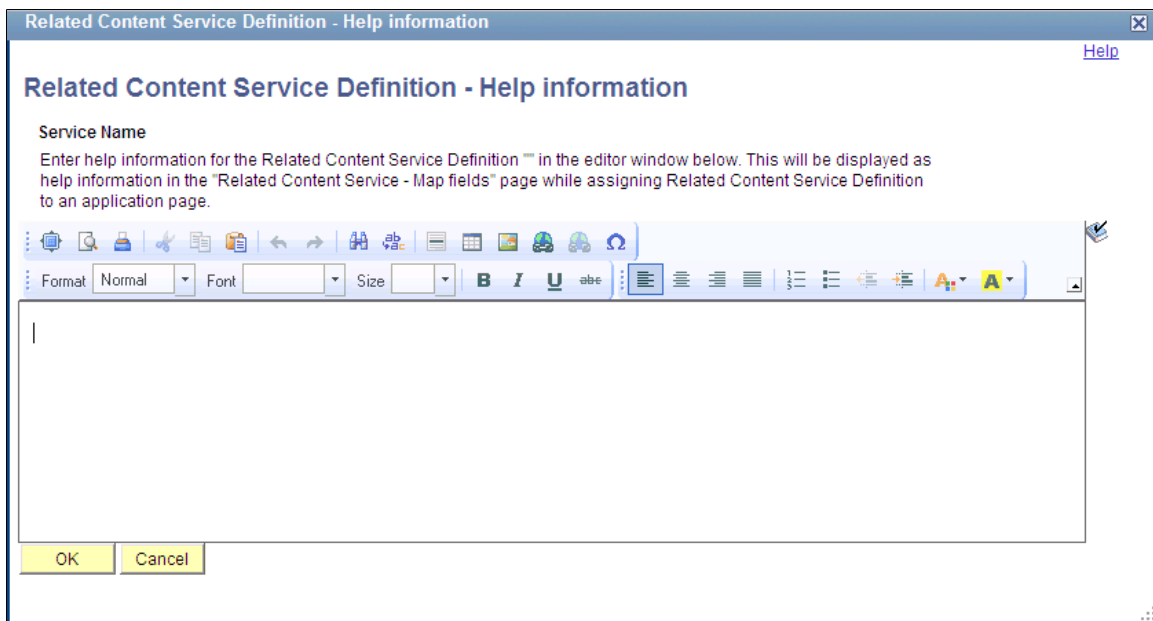 Related Content Service Definition - Help information
Help
Related Content Service Definition - Help information
Service Name
Enter help information for the Related Content Service Definition "" in the editor window below. This will be displayed as
help information in the "Related Content Service - Map fields" page while assigning Related Content Service Definition
to an application page.
Format Normal Font Size B I U abc A A
OK Cancel